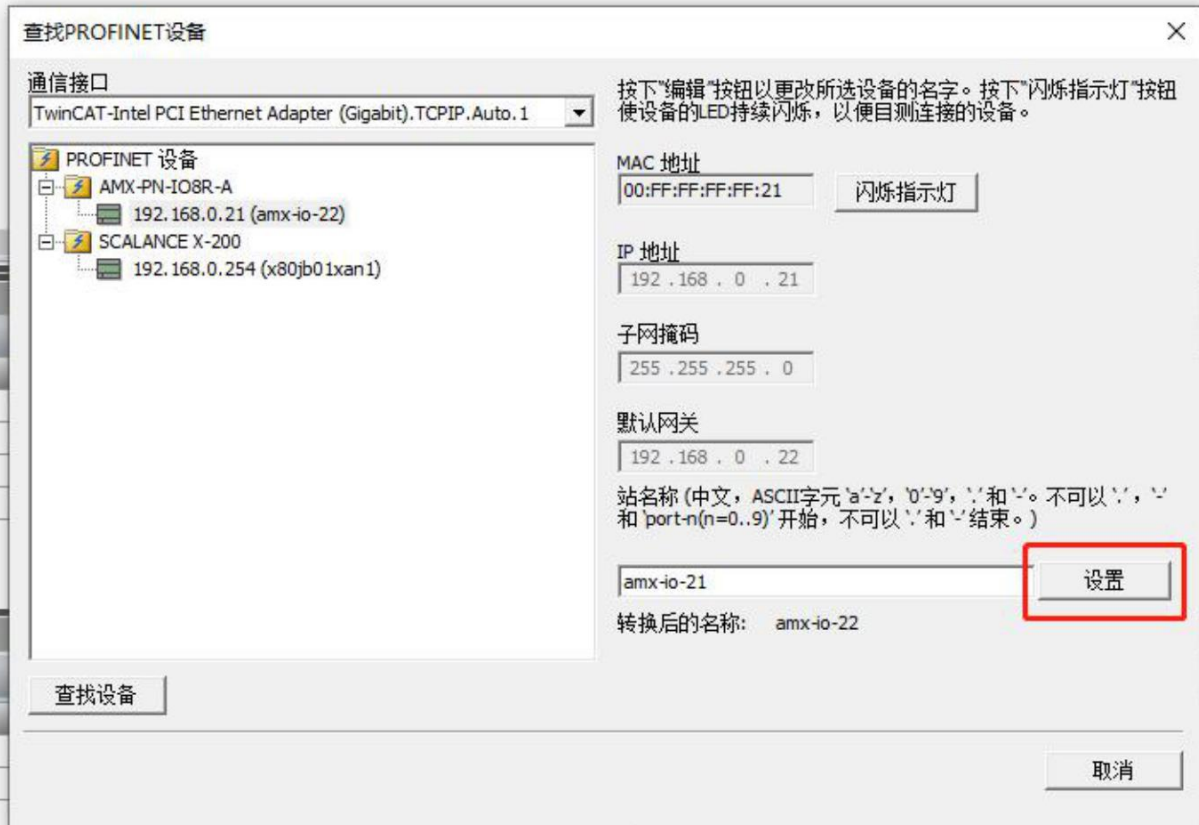 查找PROFINET设备
通信接口
TwinCAT-Intel PCI Ethernet Adapter (Gigabit).TCPIP.Auto.1
PROFINET 设备
AMX-PN-IO8R-A
192.168.0.21 (amx-io-22)
SCALANCE X-200
192.168.0.254 (x80jb01xan1)
查找设备
按下"编辑"按钮以更改所选设备的名字。按下"闪烁指示灯"按钮
使设备的LED持续闪烁，以便目测连接的设备。
MAC 地址
00:FF:FF:FF:FF:21
闪烁指示灯
IP 地址
192 .168 . 0 . 21
子网掩码
255 .255 .255 . 0
默认网关
192 .168 . 0 . 22
站名称 (中文，ASCII字元 'a'-'z'，'0'-'9'，'.' 和 '-'。不可以 '.'，'-'
和 'port-n(n=0..9)' 开始，不可以 '.' 和 '-' 结束。)
amx-io-21
设置
转换后的名称: amx-io-22
取消